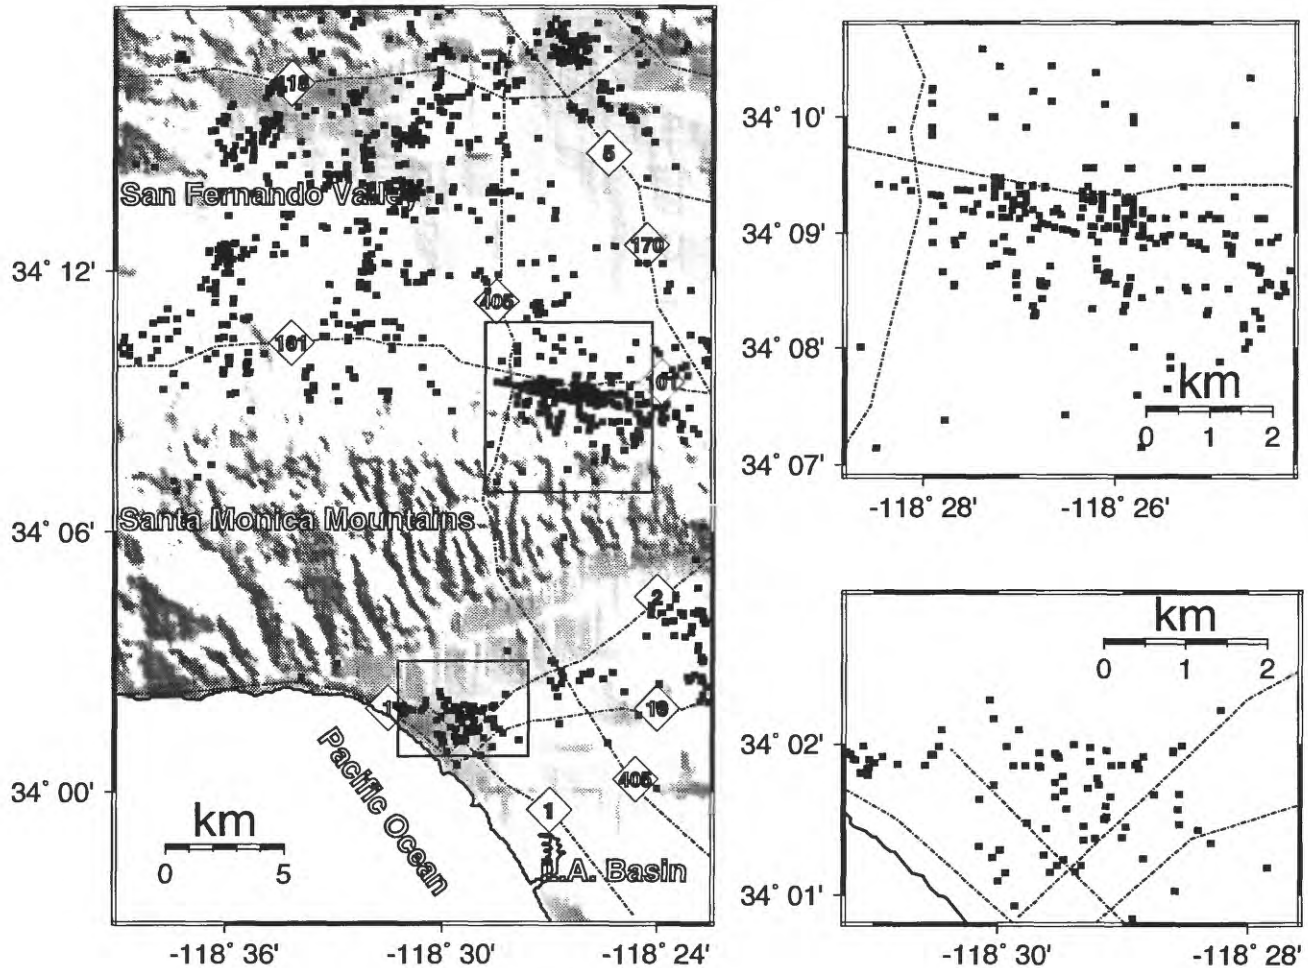 118
5
San Fernando Valley
170
34° 12'
405
101
101
34° 06'
Santa Monica Mountains
2
1
10
405
34° 00'
Pacific Ocean
km
0 5
1
L.A. Basin
-118° 36' -118° 30' -118° 24'
34° 10'
34° 09'
34° 08'
34° 07'
km
0 1 2
-118° 28' -118° 26'
km
0 1 2
34° 02'
34° 01'
-118° 30' -118° 28'